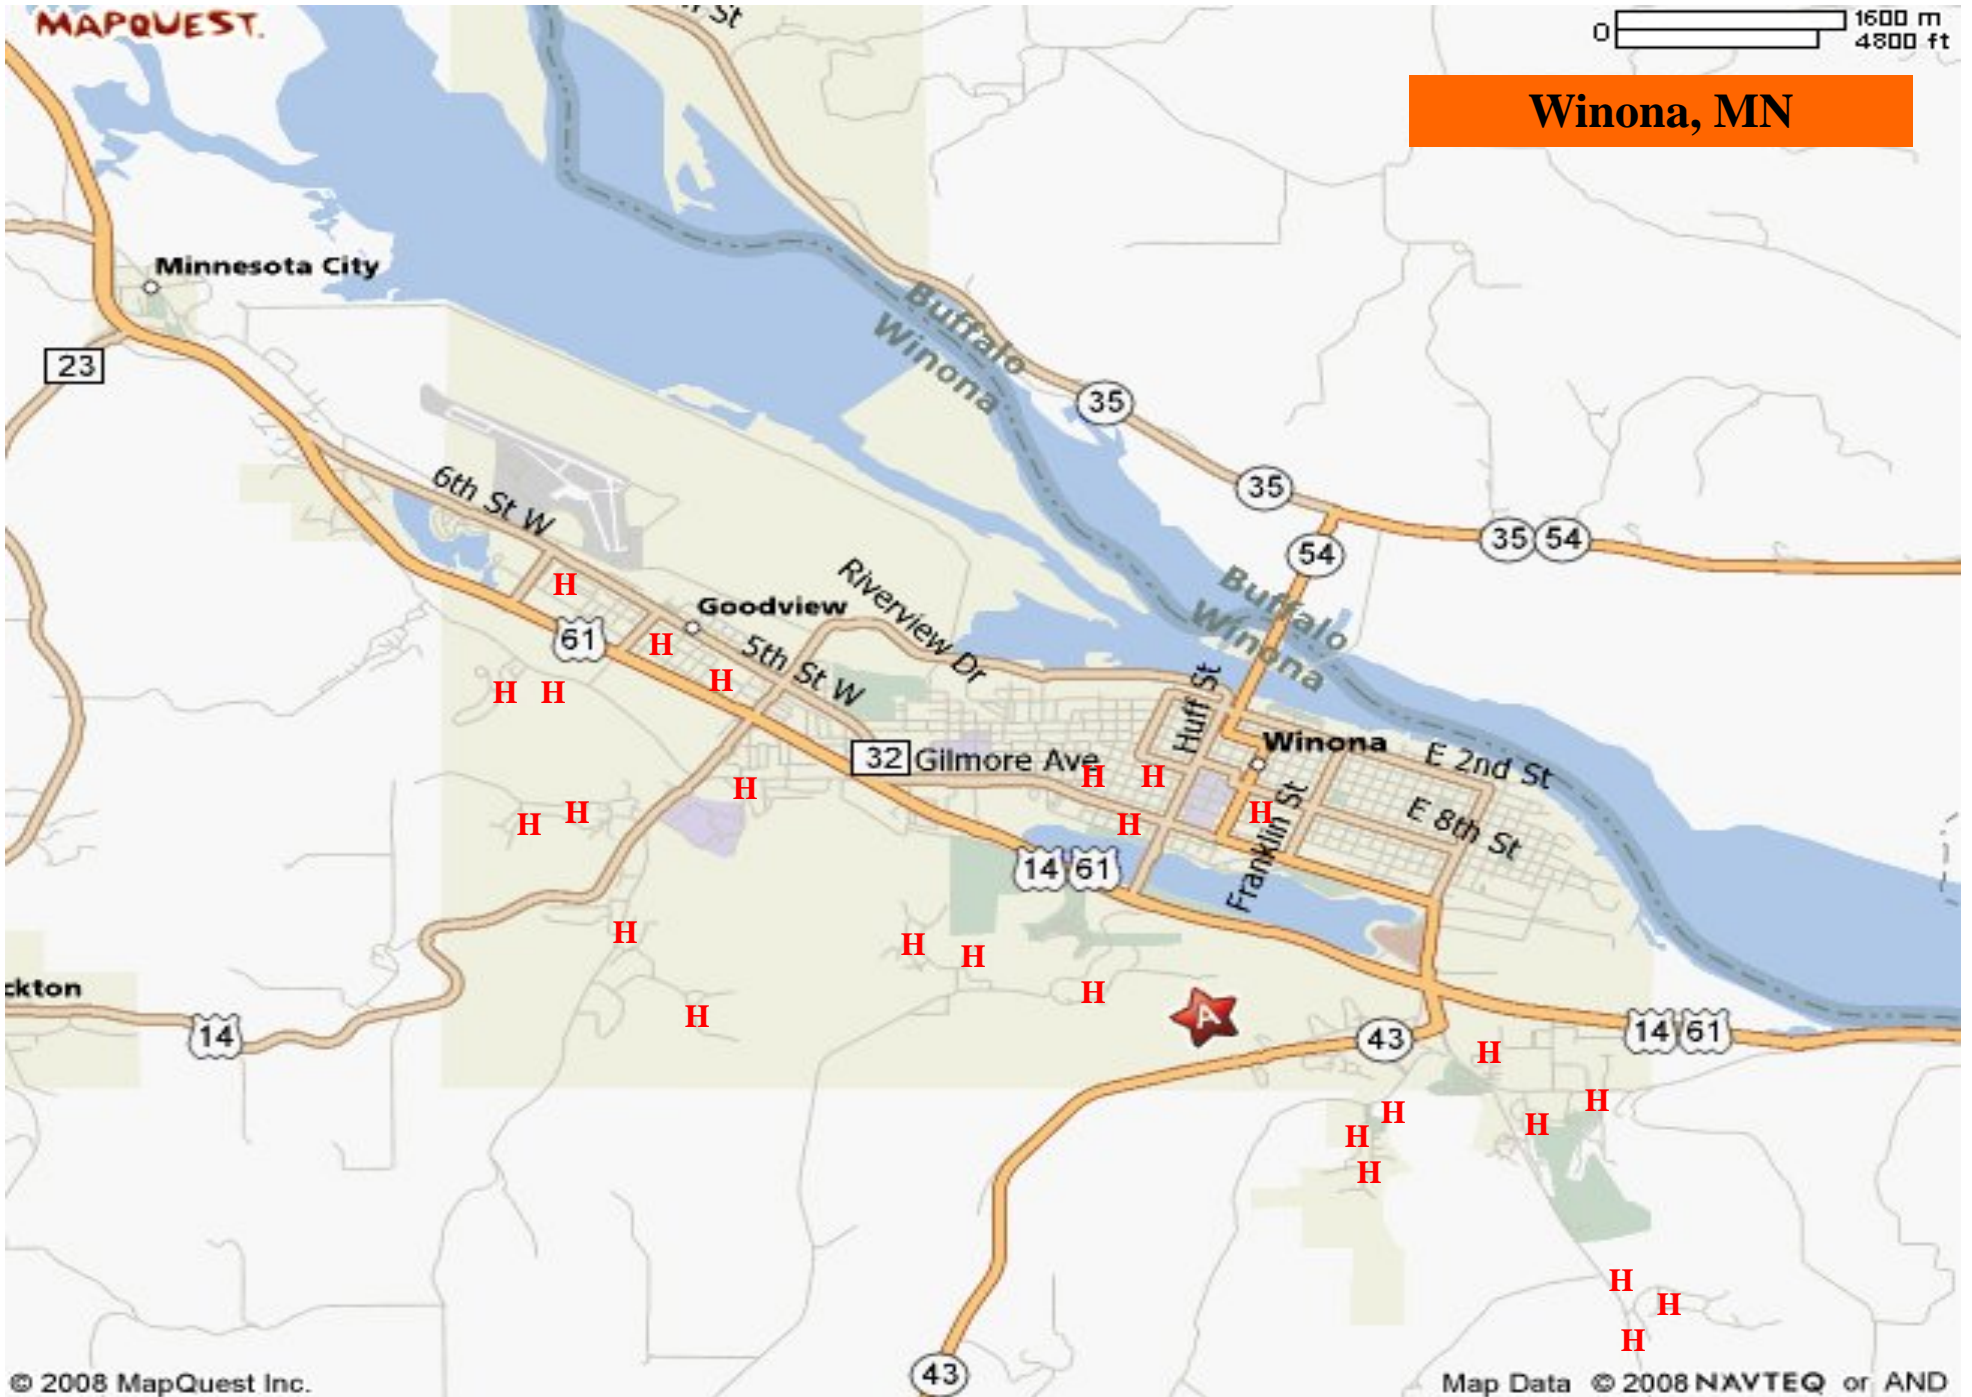 MAPQUEST.
St
0
1600 m
4800 ft
Winona, MN
Minnesota City
23
Buffalo
Winona
35
35
35
54
54
6th St W
Buffalo
Winona
H
Goodview
Riverview Dr
61
H
5th St W
H
H
H
Huff St
32
Gilmore Ave
Winona
E 2nd St
H
H
H
H
H
H
H
Franklin St
E 8th St
14
61
H
H
H
H
H
A
ckton
14
43
14
61
H
H
H
H
H
H
H
H
H
43
© 2008 MapQuest Inc.
Map Data © 2008 NAVTEQ or AND